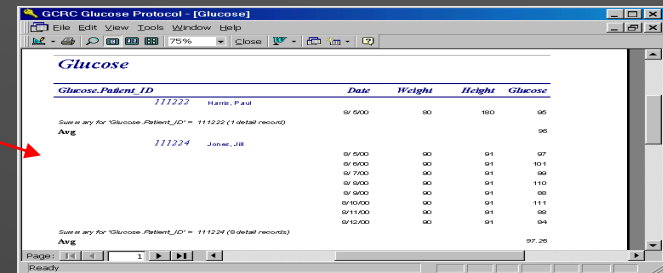 GCRC Glucose Protocol - [Glucose]
File Edit View Tools Window Help
75% Close
Glucose
Glucose.Patient_ID Date Weight Height Glucose
111222 Harris, Paul
8/ 5/00 80 180 95
Summary for 'Glucose.Patient_ID' = 111222 (1 detail record)
Avg 95
111224 Jones, Jill
8/ 5/00 90 91 97
8/ 6/00 90 91 101
8/ 7/00 90 91 99
8/ 8/00 90 91 110
8/ 9/00 90 91
8/10/00 90 91 111
8/11/00 90 91
8/12/00 90 91 94
Summary for 'Glucose.Patient_ID' = 111224 (8 detail records)
Avg 97.25
Page: 1
Ready